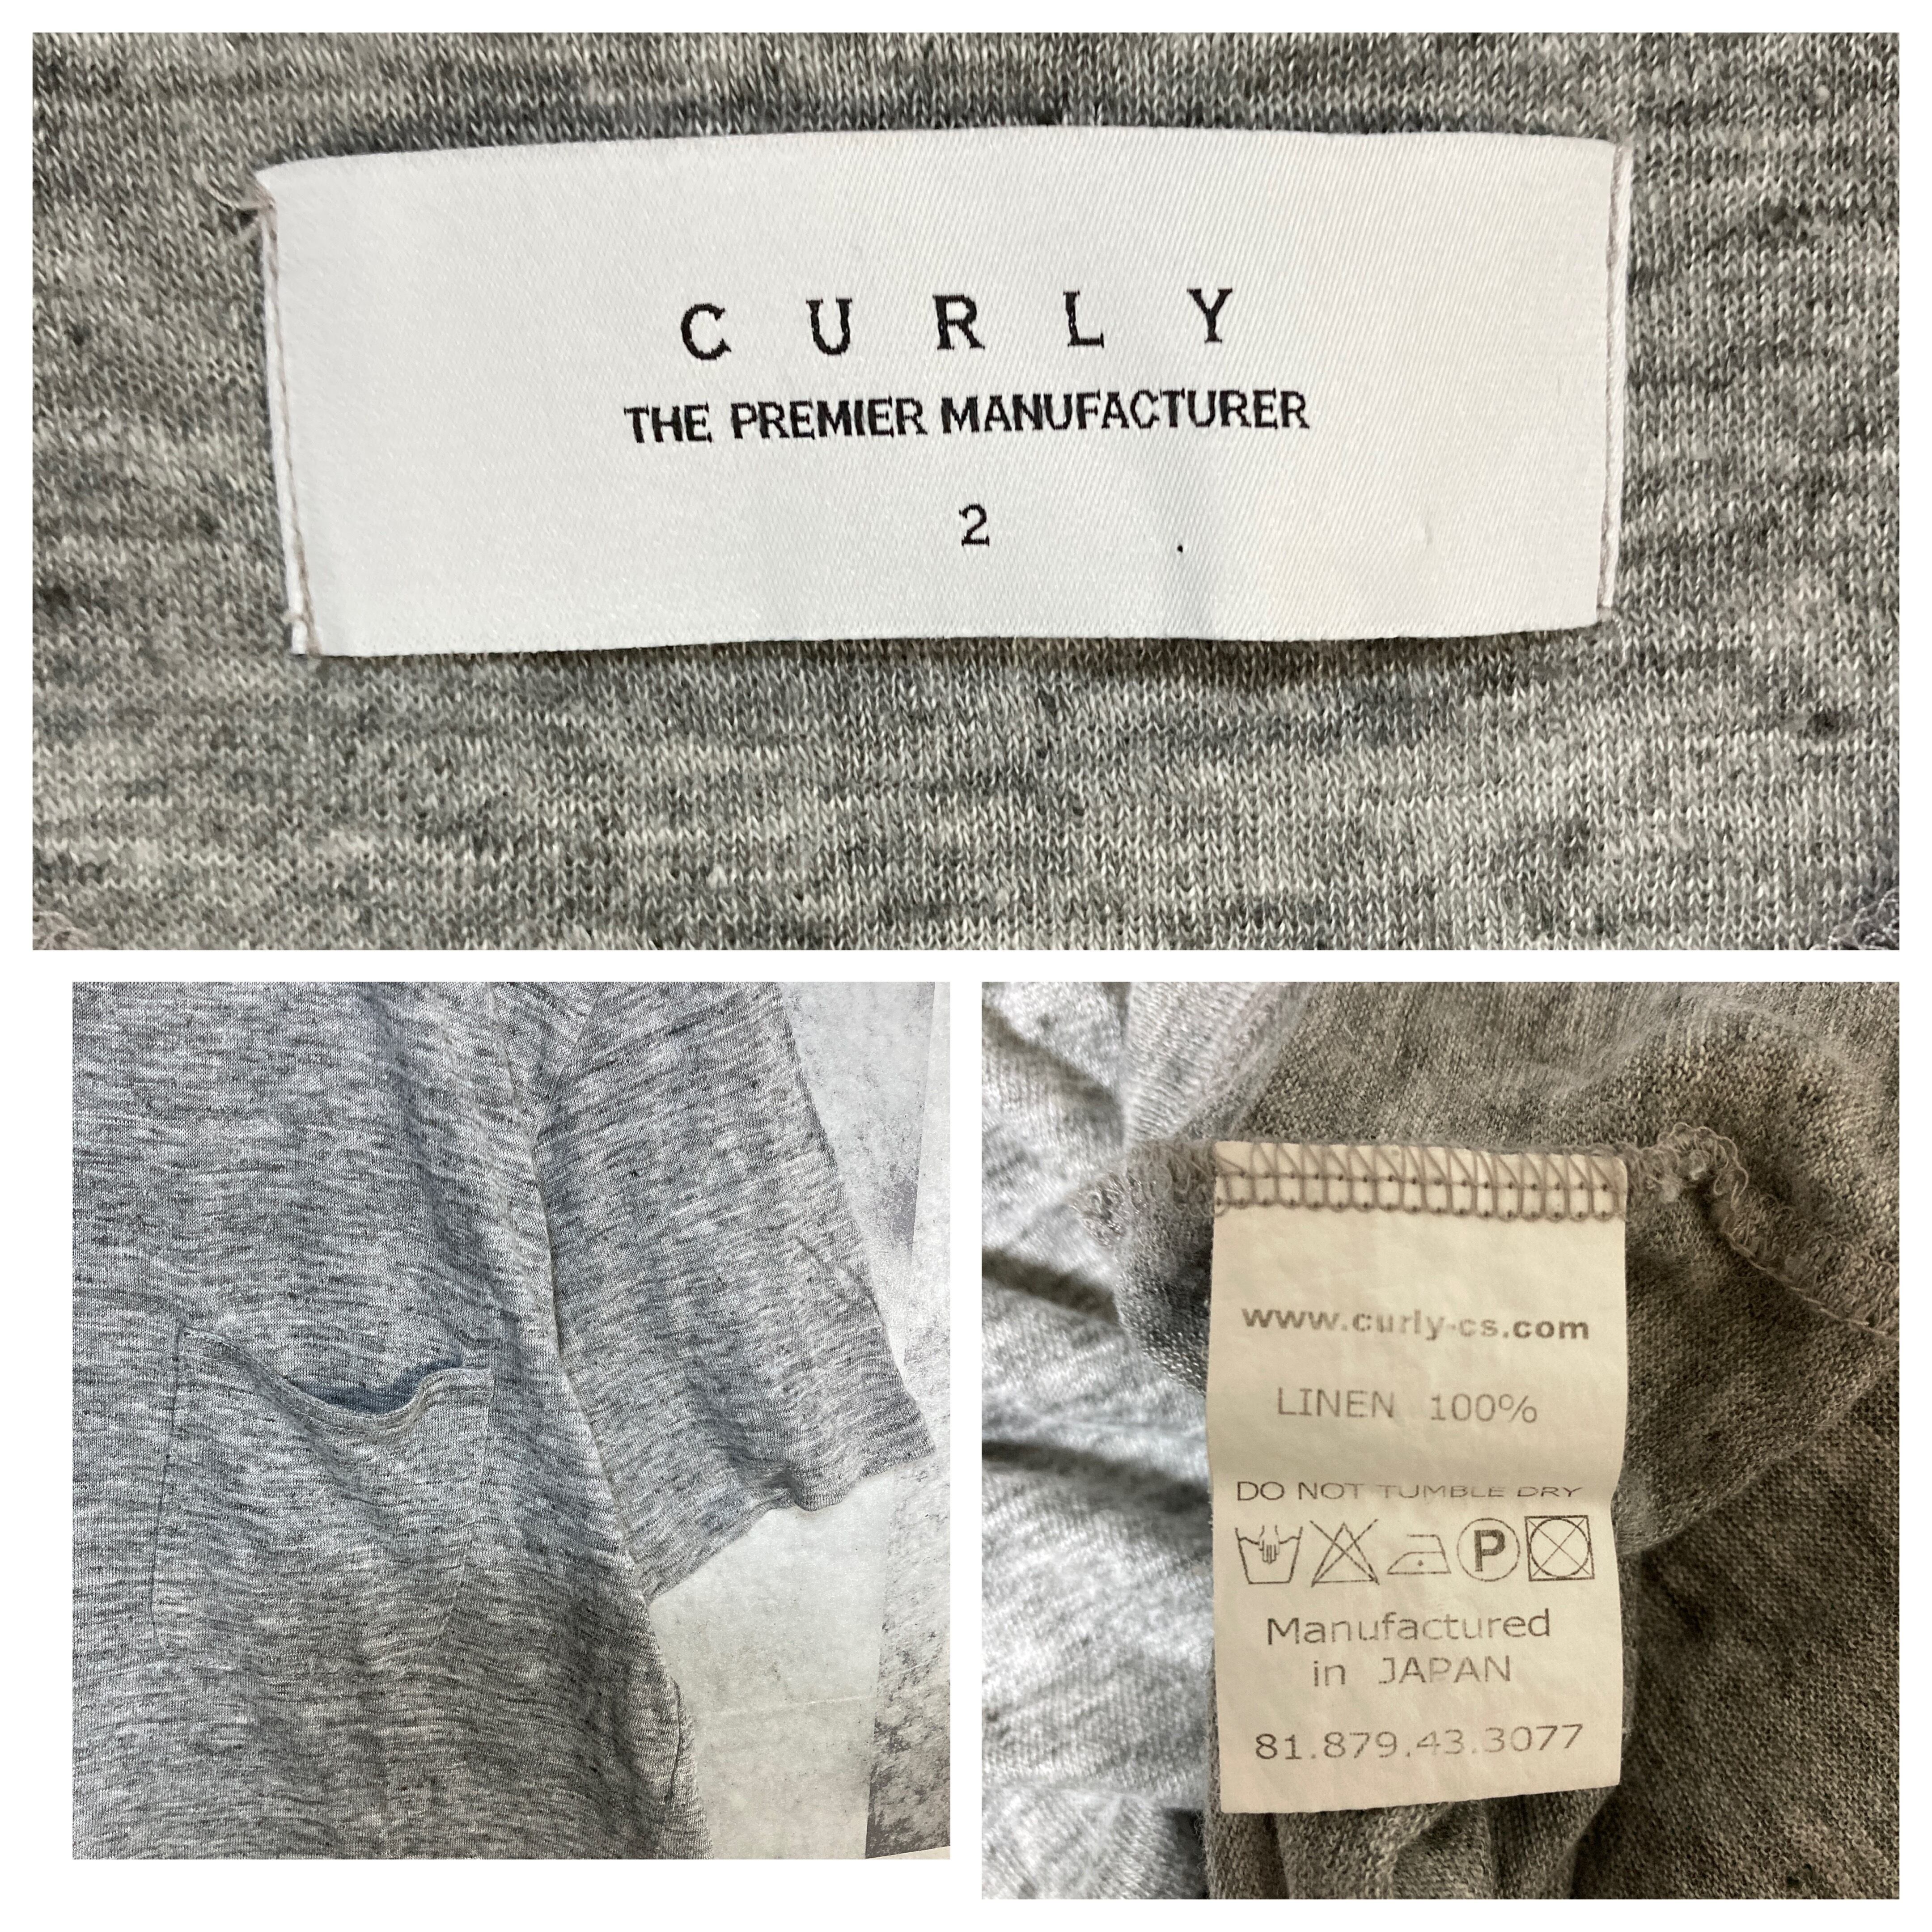 CURLY
THE PREMIER MANUFACTURER
2
www.curly-cs.com
LINEN 100%
DO NOT TUMBLE DRY
P
Manufactured
in JAPAN
81.879.43.3077